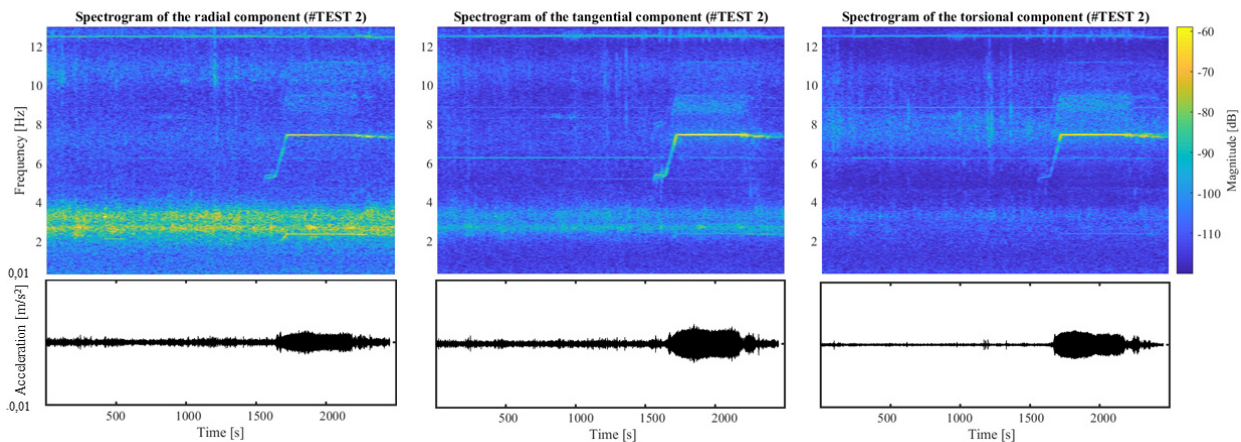 Spectrogram of the radial component (#TEST 2)
Spectrogram of the tangential component (#TEST 2)
Spectrogram of the torsional component (#TEST 2)
12
10
8
6
4
2
Frequency [Hz]
12
10
8
6
4
2
12
10
8
6
4
2
-60
-70
-80
-90
-100
-110
Magnitude [dB]
0,01
-0,01
Acceleration [m/s²]
500 1000 1500 2000
Time [s]
500 1000 1500 2000
Time [s]
500 1000 1500 2000
Time [s]